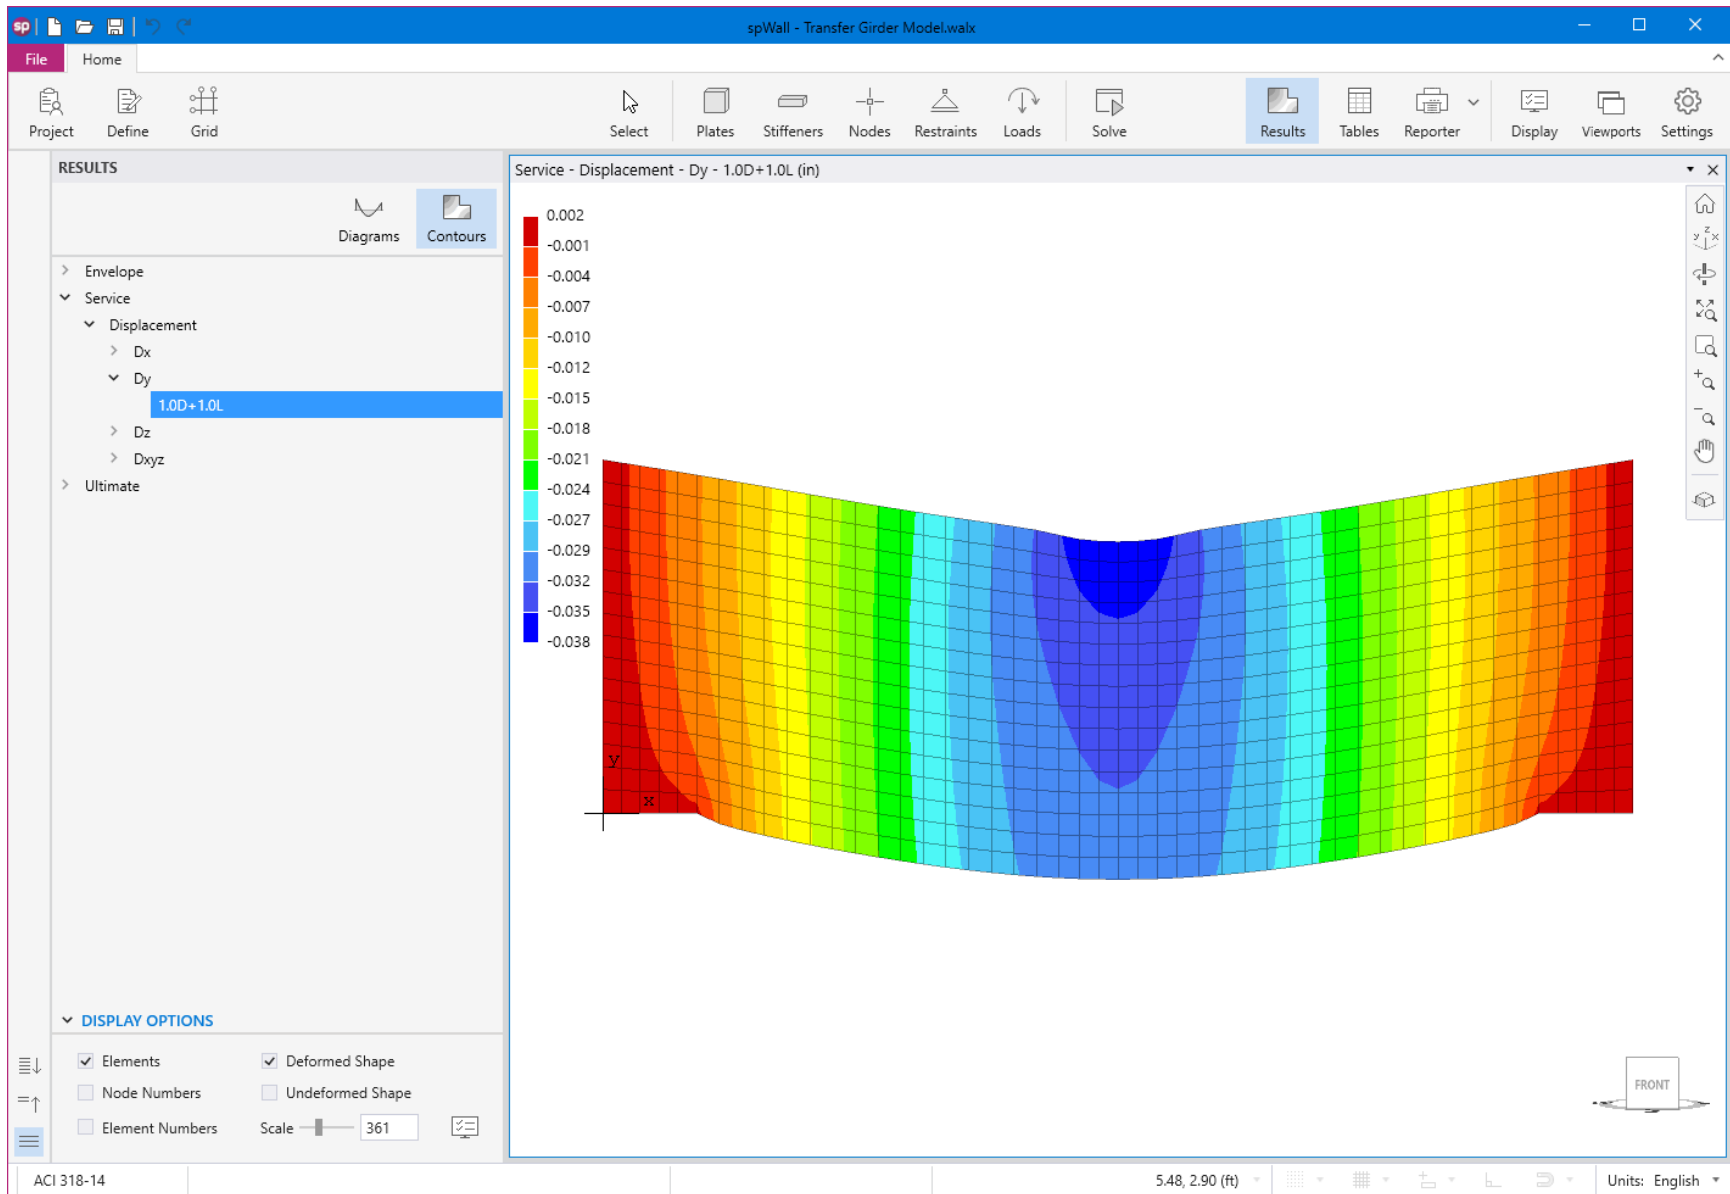 sp
spWall - Transfer Girder Model.walx
File
Home
Project
Define
Grid
Select
Plates
Stiffeners
Nodes
Restraints
Loads
Solve
Results
Tables
Reporter
Display
Viewports
Settings
RESULTS
Diagrams
Contours
Envelope
Service
Displacement
Dx
Dy
1.0D+1.0L
Dz
Dxyz
Ultimate
DISPLAY OPTIONS
Elements
Deformed Shape
Node Numbers
Undeformed Shape
Element Numbers
Scale
361
Service - Displacement - Dy - 1.0D+1.0L (in)
0.002
-0.001
-0.004
-0.007
-0.010
-0.012
-0.015
-0.018
-0.021
-0.024
-0.027
-0.029
-0.032
-0.035
-0.038
y
x
z
y x
FRONT
ACI 318-14
5.48, 2.90 (ft)
Units: English